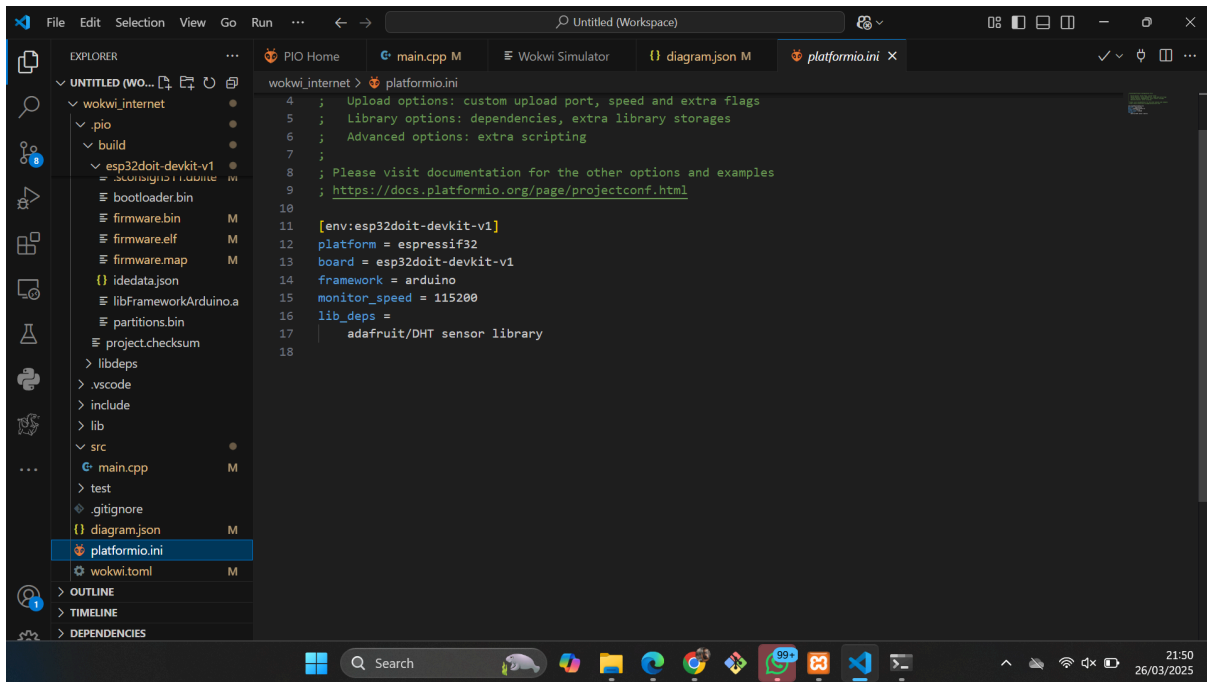 File Edit Selection View Go Run ··· Untitled (Workspace)
EXPLORER ···
UNTITLED (WO...
wokwi_internet
.pio
build
esp32doit-devkit-v1
.sconsign311.dblite M
bootloader.bin
firmware.bin M
firmware.elf M
firmware.map M
{} idedata.json
libFrameworkArduino.a
partitions.bin
project.checksum
libdeps
.vscode
include
lib
src
main.cpp M
test
.gitignore
{} diagram.json M
platformio.ini
wokwi.toml M
OUTLINE
TIMELINE
DEPENDENCIES
8
1
PIO Home main.cpp M Wokwi Simulator {} diagram.json M platformio.ini
wokwi_internet > platformio.ini
4 ;   Upload options: custom upload port, speed and extra flags
5 ;   Library options: dependencies, extra library storages
6 ;   Advanced options: extra scripting
7 ;
8 ; Please visit documentation for the other options and examples
9 ; https://docs.platformio.org/page/projectconf.html
10
11 [env:esp32doit-devkit-v1]
12 platform = espressif32
13 board = esp32doit-devkit-v1
14 framework = arduino
15 monitor_speed = 115200
16 lib_deps =
17     adafruit/DHT sensor library
18
Search
99+
21:50
26/03/2025